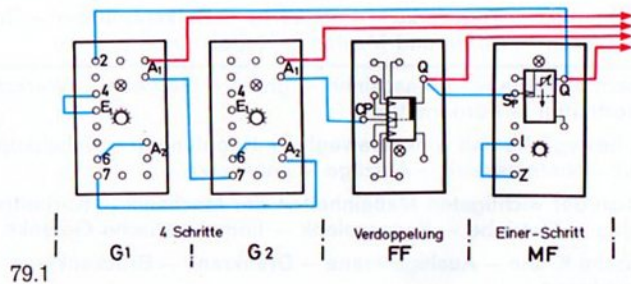 2 A₁ A₁ Q Q
4 4 CP Sp
E₁ E₁
A₂ A₂ I
6 6
7 7 Z
4 Schritte Verdoppelung Einer-Schritt
G1 G2 FF MF
79.1